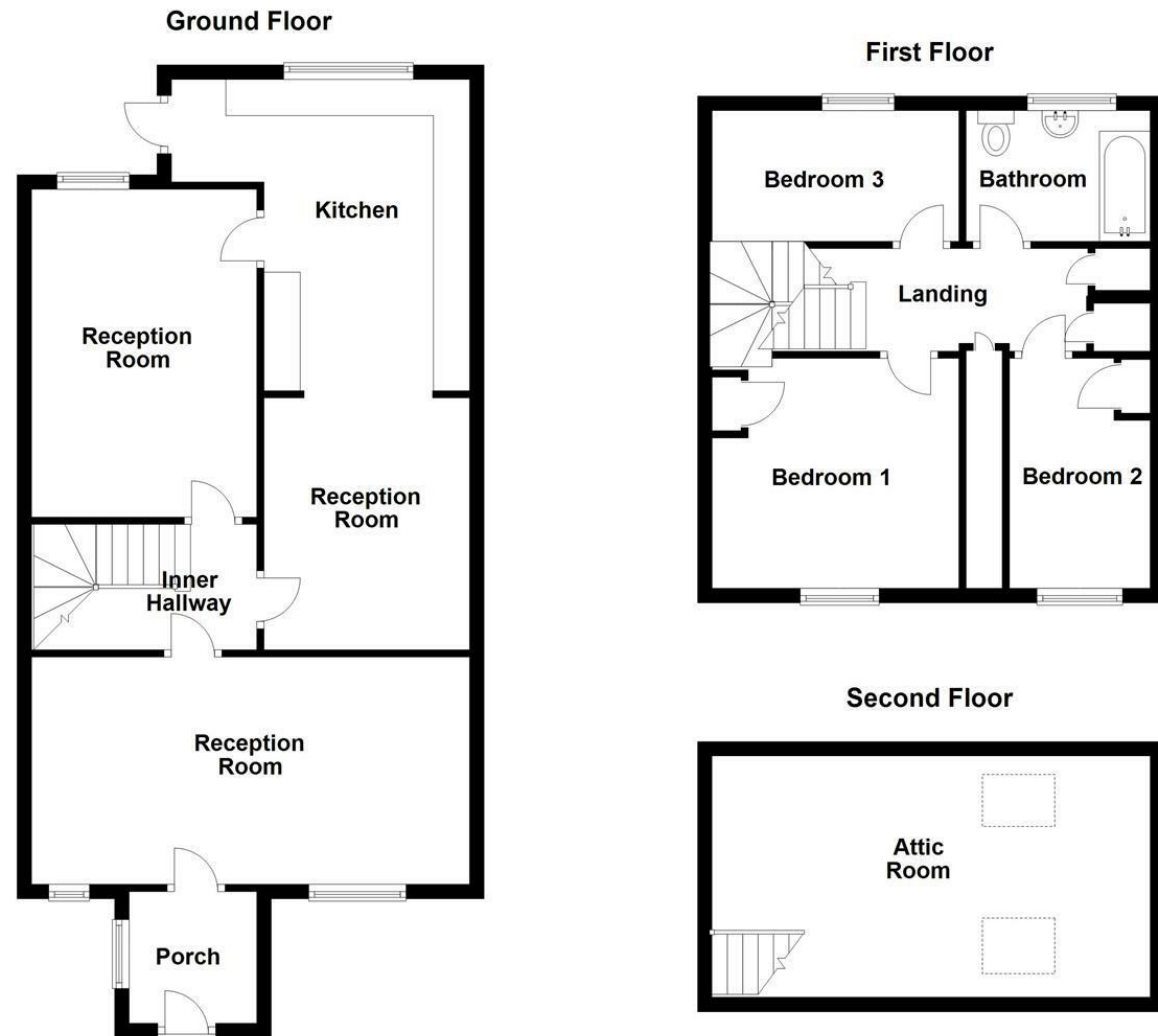 Ground Floor
Kitchen
Reception
Room
Reception
Room
Inner
Hallway
Reception
Room
Porch
First Floor
Bedroom 3
Bathroom
Landing
Bedroom 1
Bedroom 2
Second Floor
Attic
Room